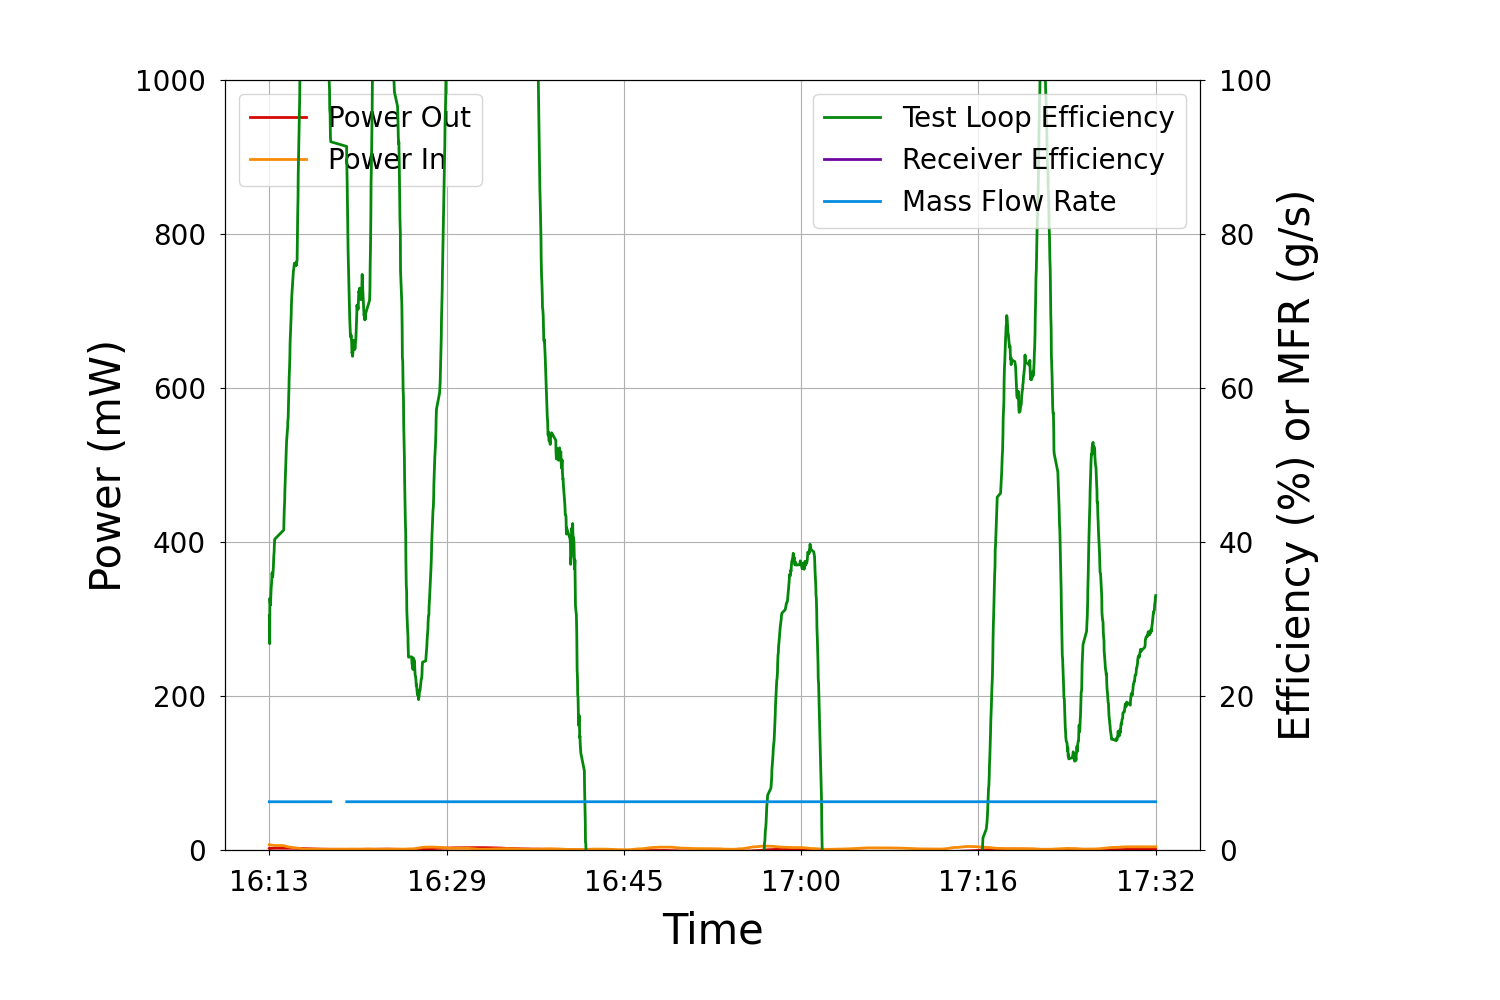 1000
800
600
400
200
0
Power (mW)
Power Out
Power In
Test Loop Efficiency
Receiver Efficiency
Mass Flow Rate
100
80
60
40
20
0
Efficiency (%) or MFR (g/s)
16:13 16:29 16:45 17:00 17:16 17:32
Time